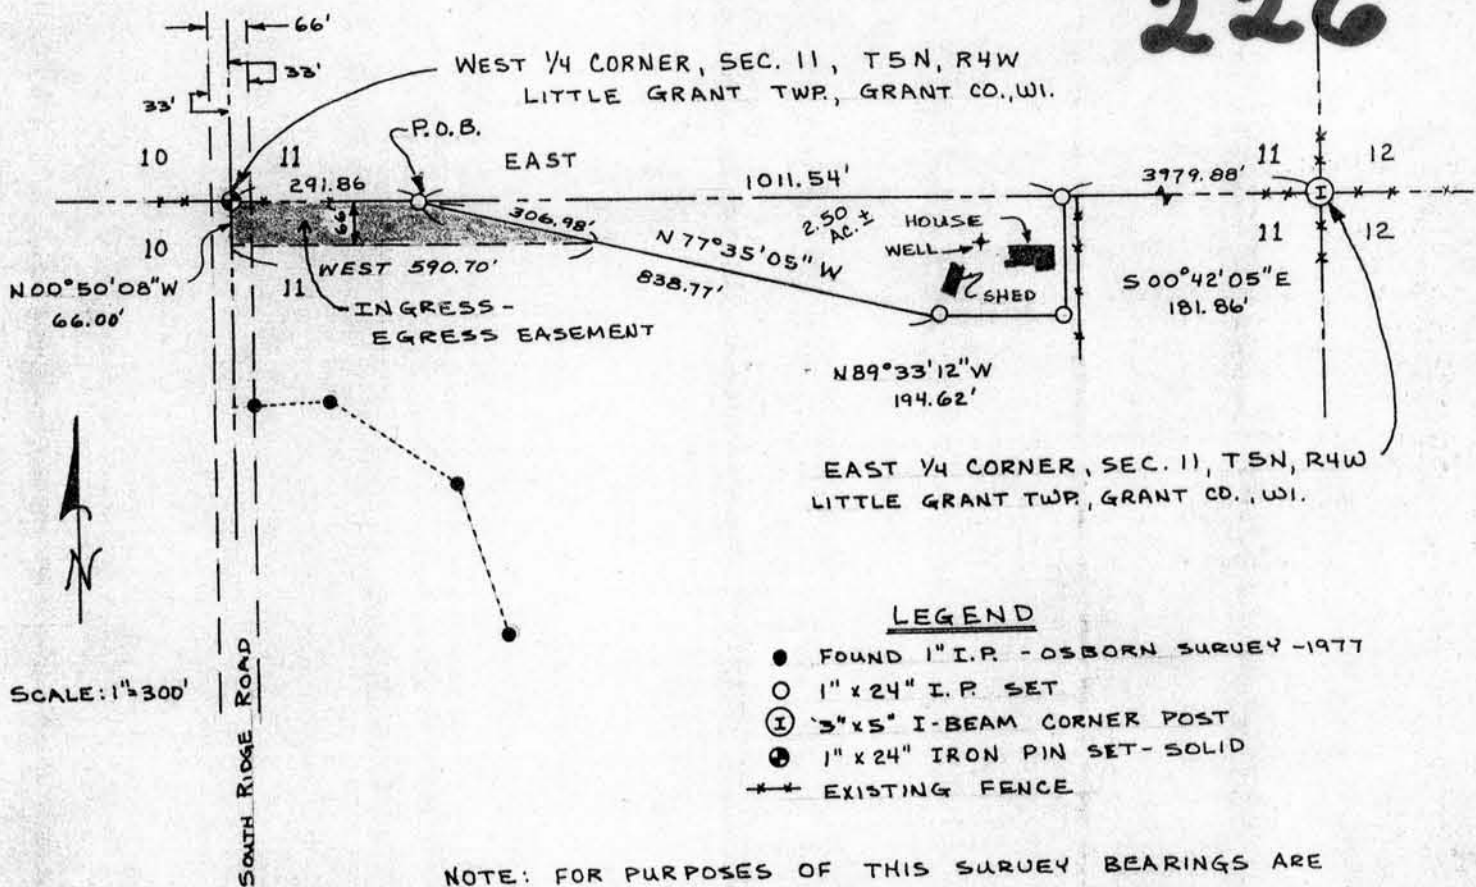 226
66'
33'
33'
WEST 1/4 CORNER, SEC. 11, T5N, R4W
LITTLE GRANT TWP., GRANT CO., WI.
P.O.B.
10
11
EAST
291.86
1011.54'
3979.88'
11
12
I
66'
306.98'
2.50 ±
AC.
HOUSE
WELL
SHED
10
11
11
12
N00°50'08"W
66.00'
WEST 590.70'
N 77°35'05" W
838.77'
S 00°42'05"E
181.86'
INGRESS-
EGRESS EASEMENT
N89°33'12"W
194.62'
EAST 1/4 CORNER, SEC. 11, T5N, R4W
LITTLE GRANT TWP., GRANT CO., WI.
N
SCALE: 1"=300'
SOUTH RIDGE ROAD
LEGEND
FOUND 1" I.P. - OSBORN SURVEY -1977
1" x 24" I.P. SET
I 3" x 5" I-BEAM CORNER POST
1" x 24" IRON PIN SET - SOLID
EXISTING FENCE
NOTE: FOR PURPOSES OF THIS SURVEY BEARINGS ARE